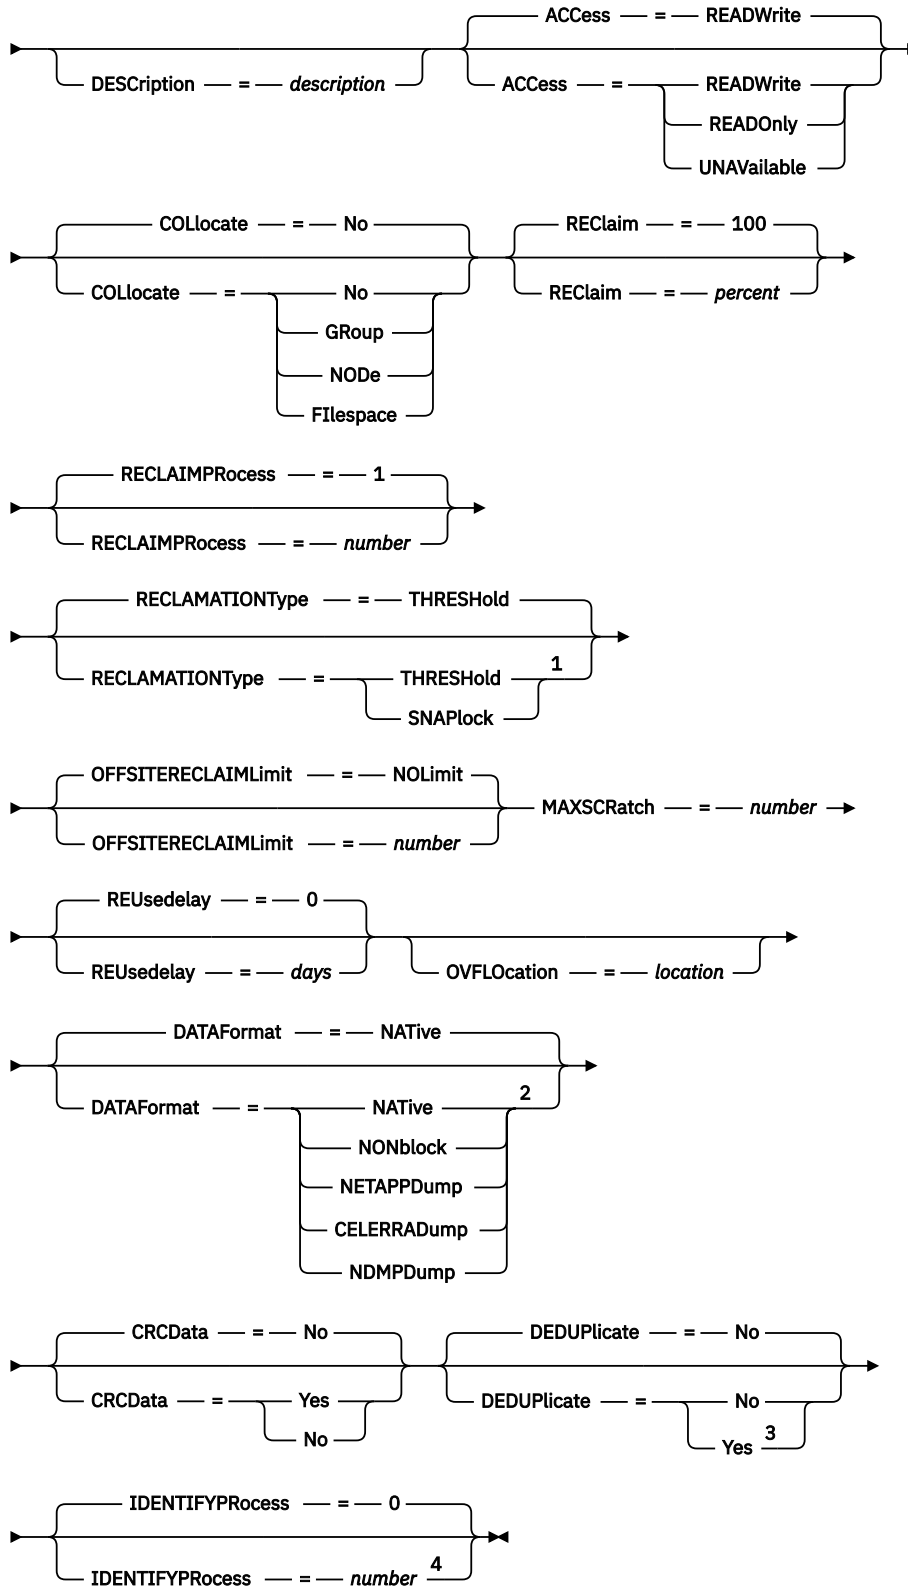 ACCess = READWrite
DESCription = description ACCess = READWrite
READOnly
UNAVailable
COLlocate = No REClaim = 100
COLlocate = No REClaim = percent
GRoup
NODe
FIlespace
RECLAIMPRocess = 1
RECLAIMPRocess = number
RECLAMATIONType = THRESHold
RECLAMATIONType = THRESHold 1
SNAPlock
OFFSITERECLAIMLimit = NOLimit
MAXSCRatch = number
OFFSITERECLAIMLimit = number
REUsedelay = 0
REUsedelay = days OVFLOcation = location
DATAFormat = NATive
DATAFormat = NATive 2
NONblock
NETAPPDump
CELERRADump
NDMPDump
CRCData = No DEDUPlicate = No
CRCData = Yes DEDUPlicate = No
No Yes 3
IDENTIFYPRocess = 0
IDENTIFYPRocess = number 4